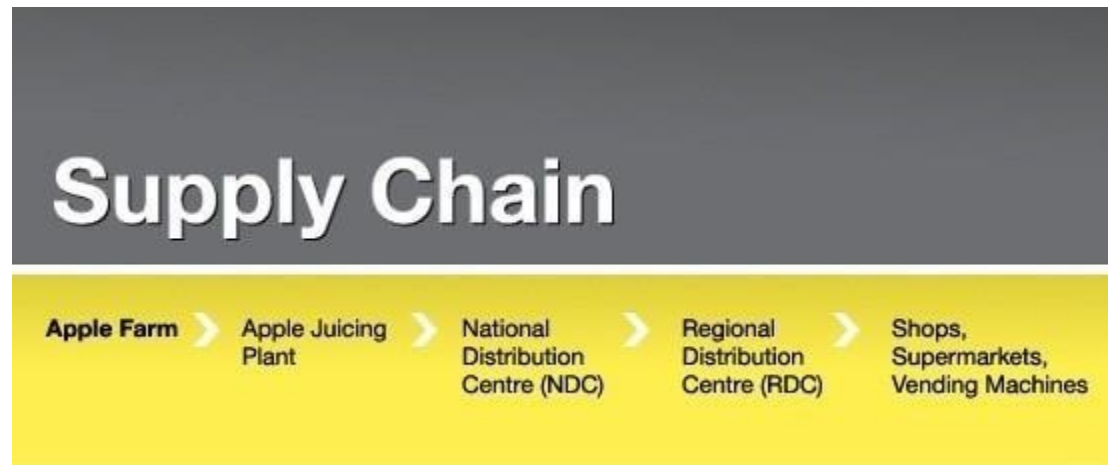 Supply Chain
Apple Farm
Apple Juicing
Plant
National
Distribution
Centre (NDC)
Regional
Distribution
Centre (RDC)
Shops,
Supermarkets,
Vending Machines